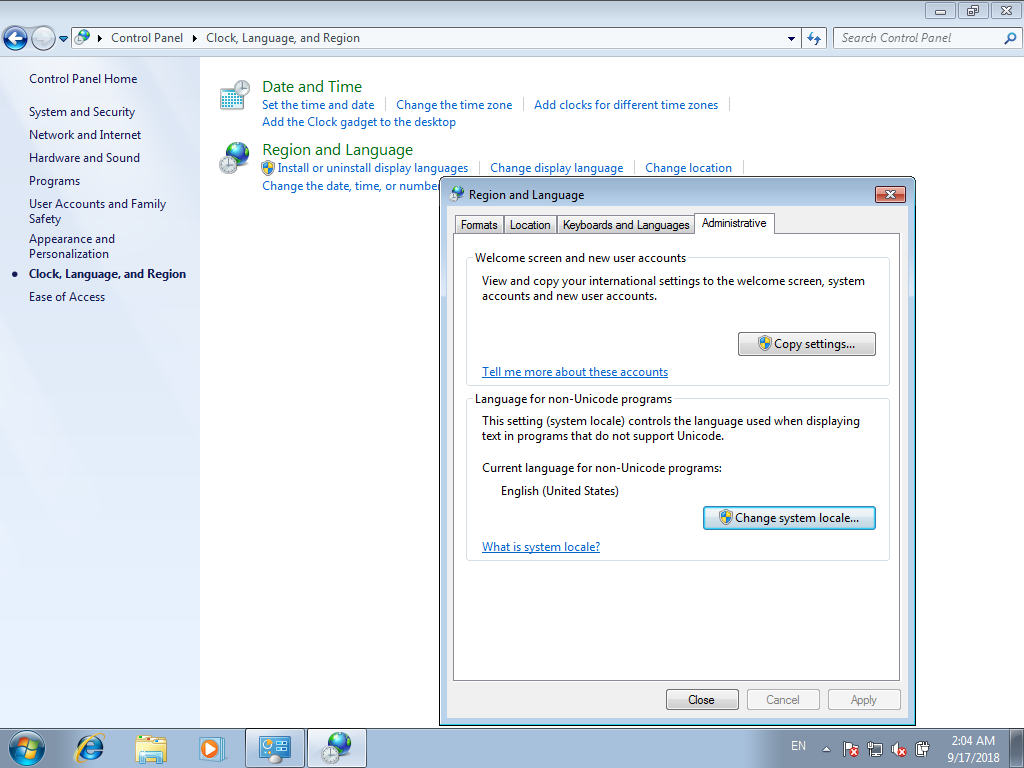 Control Panel
Clock, Language, and Region
Search Control Panel
Control Panel Home
System and Security
Network and Internet
Hardware and Sound
Programs
User Accounts and Family
Safety
Appearance and
Personalization
Clock, Language, and Region
Ease of Access
Date and Time
Set the time and date
Change the time zone
Add clocks for different time zones
Add the Clock gadget to the desktop
Region and Language
Install or uninstall display languages
Change display language
Change location
Change the date, time, or number
Region and Language
Formats
Location
Keyboards and Languages
Administrative
Welcome screen and new user accounts
View and copy your international settings to the welcome screen, system
accounts and new user accounts.
Copy settings...
Tell me more about these accounts
Language for non-Unicode programs
This setting (system locale) controls the language used when displaying
text in programs that do not support Unicode.
Current language for non-Unicode programs:
English (United States)
Change system locale...
What is system locale?
Close
Cancel
Apply
EN
2:04 AM
9/17/2018